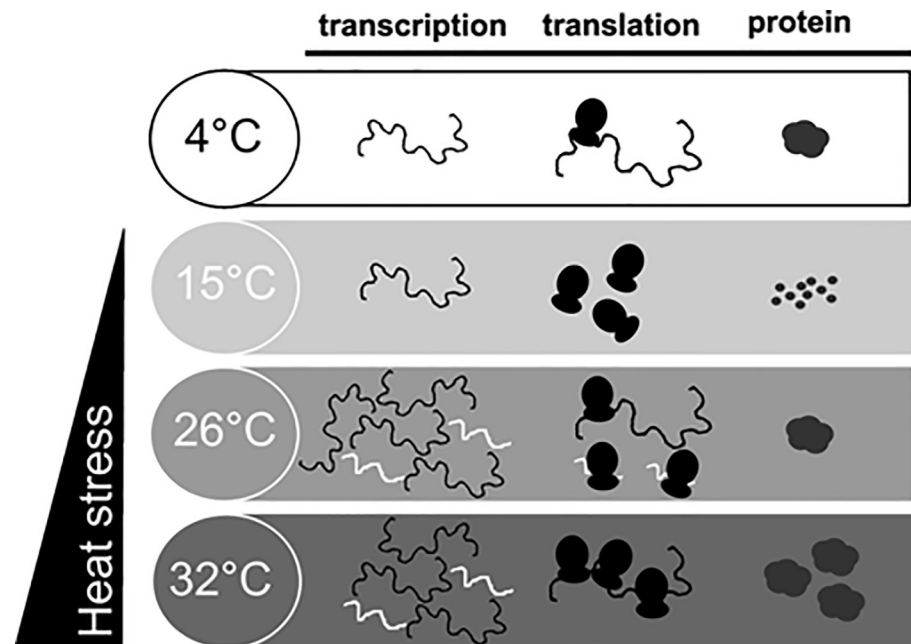 transcription translation protein
4°C
15°C
26°C
32°C
Heat stress